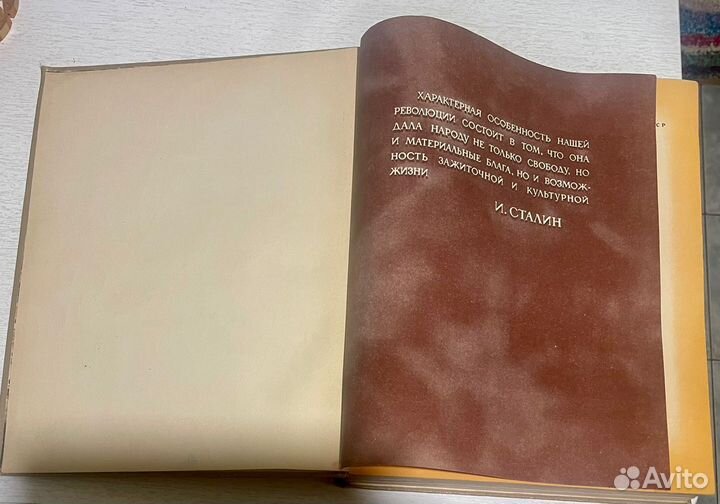 ХАРАКТЕРНАЯ ОСОБЕННОСТЬ НАШЕЙ
РЕВОЛЮЦИИ СОСТОИТ В ТОМ, ЧТО ОНА
ДАЛА НАРОДУ НЕ ТОЛЬКО СВОБОДУ, НО
И МАТЕРИАЛЬНЫЕ БЛАГА, НО И ВОЗМОЖ-
НОСТЬ ЗАЖИТОЧНОЙ И КУЛЬТУРНОЙ
ЖИЗНИ
И. СТАЛИН
СР
Avito